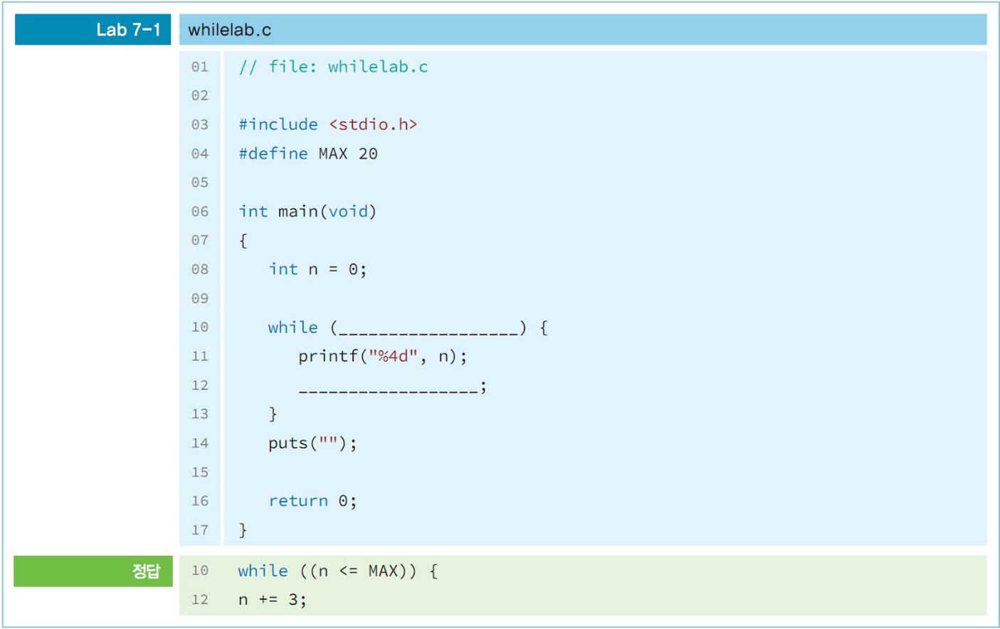 Lab 7-1 whilelab.c
01 // file: whilelab.c
02
03 #include <stdio.h>
04 #define MAX 20
05
06 int main(void)
07 {
08    int n = 0;
09
10    while (__________________) {
11       printf("%4d", n);
12       __________________;
13    }
14    puts("");
15
16    return 0;
17 }
정답 10 while ((n <= MAX)) {
12 n += 3;